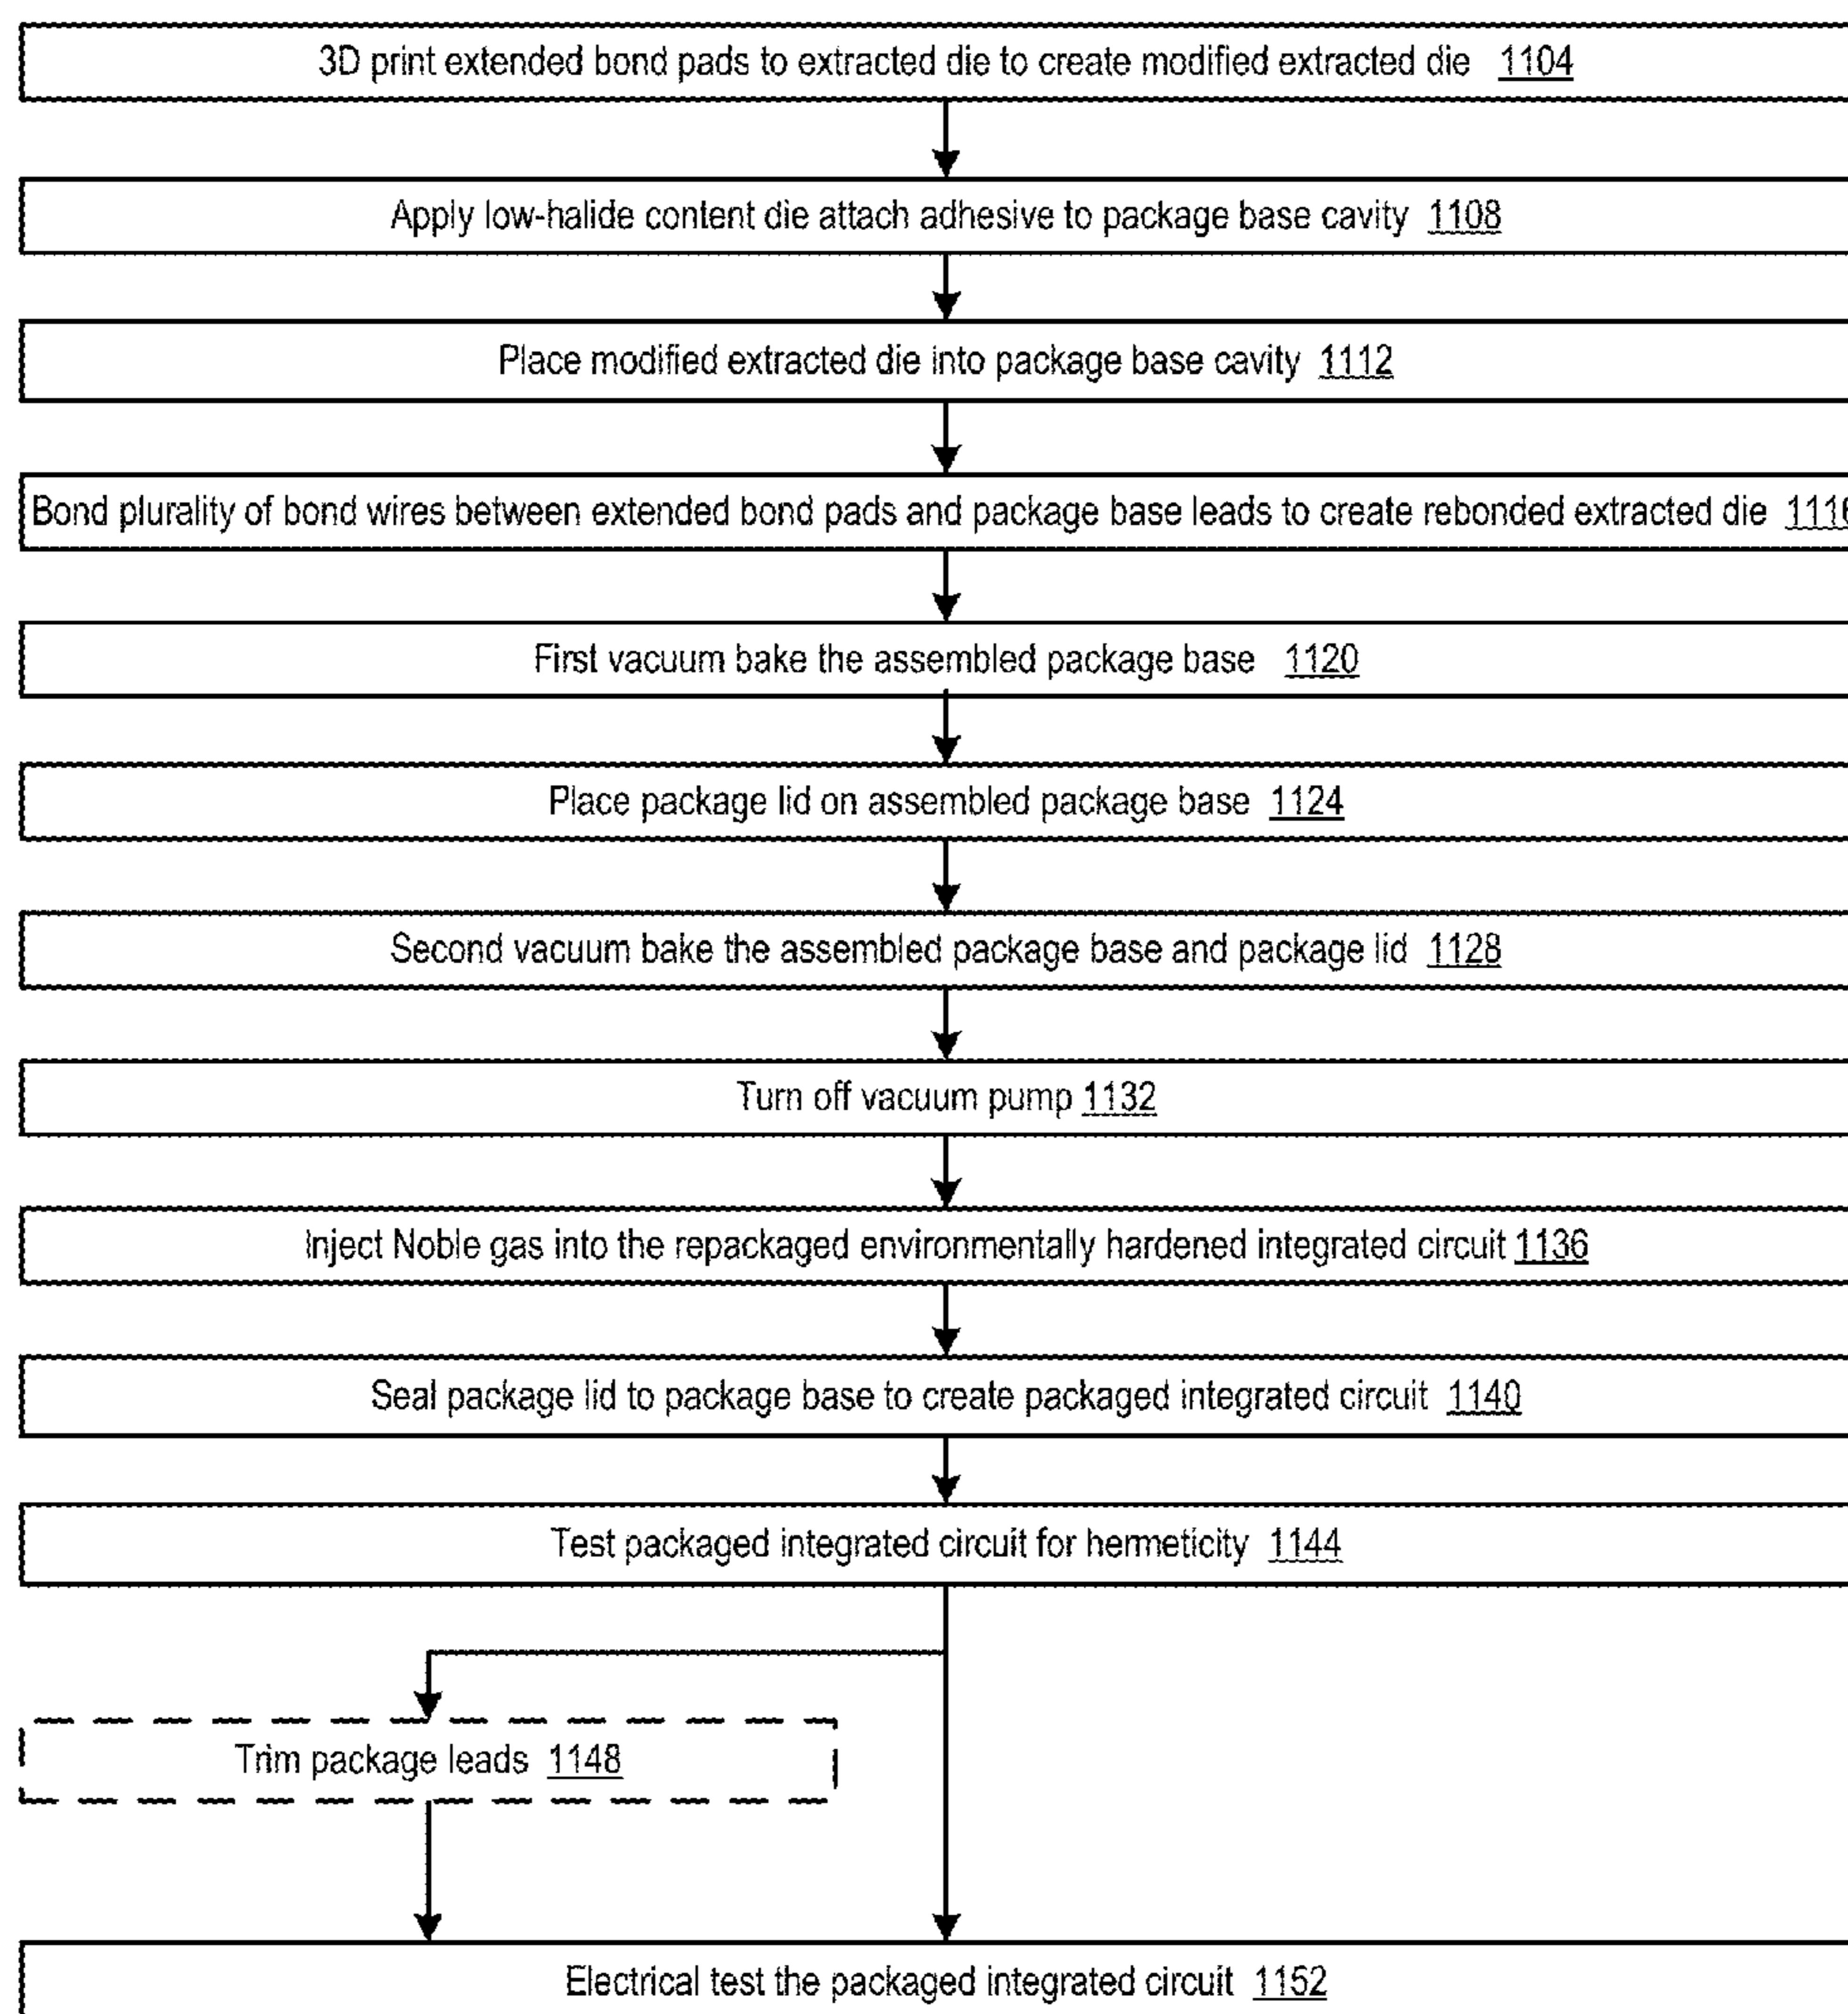 3D print extended bond pads to extracted die to create modified extracted die 1104
Apply low-halide content die attach adhesive to package base cavity 1108
Place modified extracted die into package base cavity 1112
Bond plurality of bond wires between extended bond pads and package base leads to create rebonded extracted die 1116
First vacuum bake the assembled package base 1120
Place package lid on assembled package base 1124
Second vacuum bake the assembled package base and package lid 1128
Turn off vacuum pump 1132
Inject Noble gas into the repackaged environmentally hardened integrated circuit 1136
Seal package lid to package base to create packaged integrated circuit 1140
Test packaged integrated circuit for hermeticity 1144
Trim package leads 1148
Electrical test the packaged integrated circuit 1152